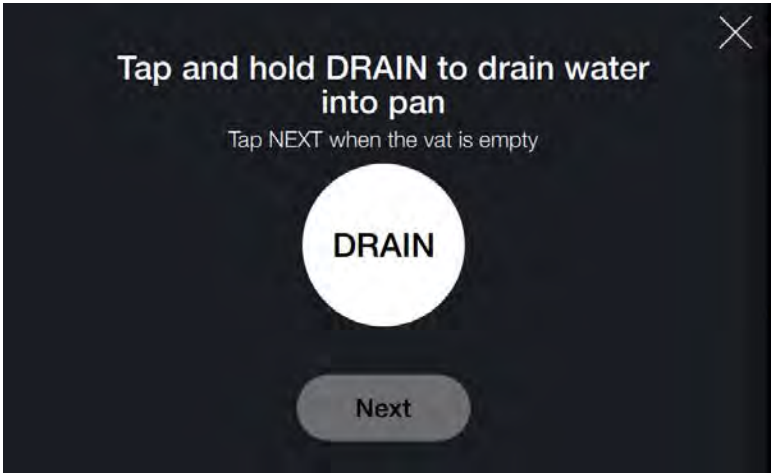 Tap and hold DRAIN to drain water
into pan
Tap NEXT when the vat is empty
DRAIN
Next